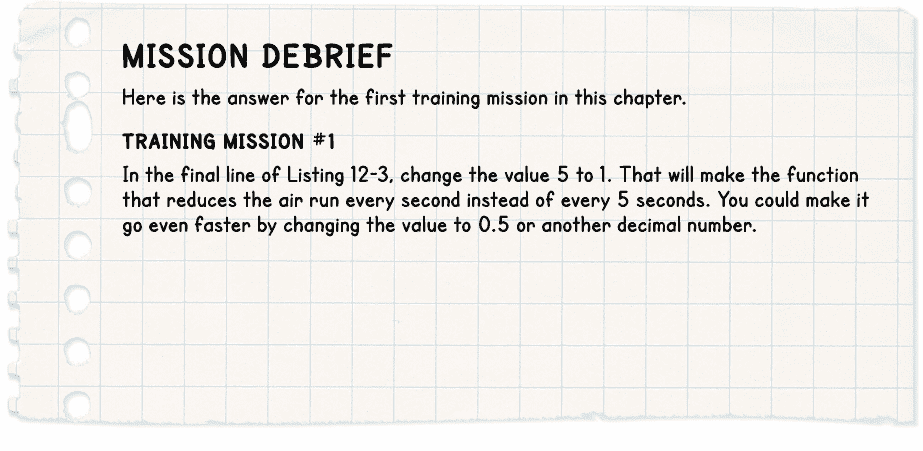 MISSION DEBRIEF
Here is the answer for the first training mission in this chapter.
TRAINING MISSION #1
In the final line of Listing 12-3, change the value 5 to 1. That will make the function
that reduces the air run every second instead of every 5 seconds. You could make it
go even faster by changing the value to 0.5 or another decimal number.